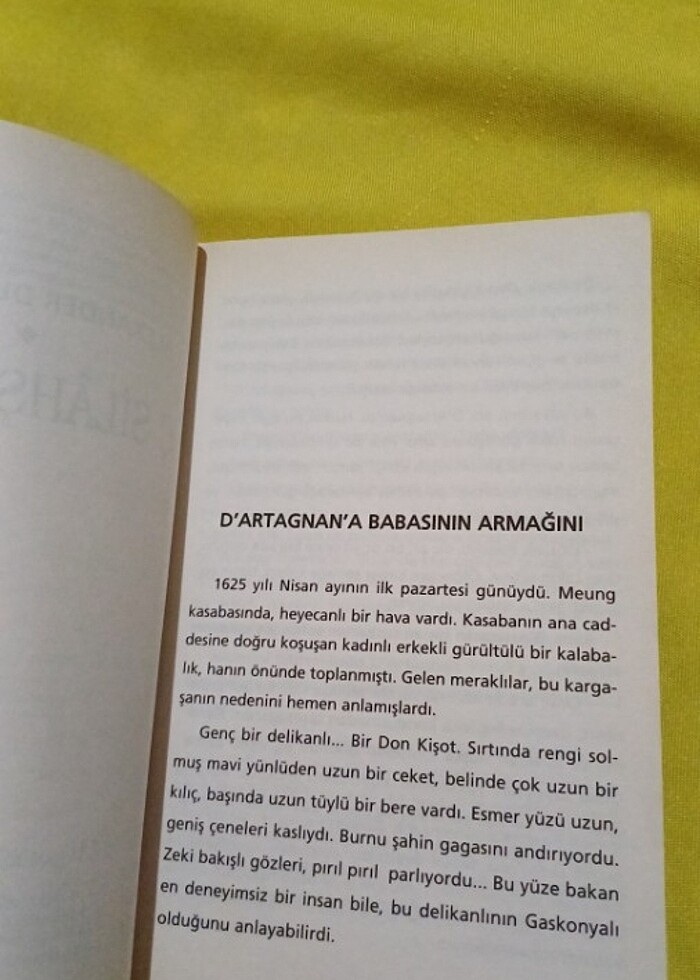 D'ARTAGNAN'A BABASININ ARMAĞINI
1625 yılı Nisan ayının ilk pazartesi günüydü. Meung
kasabasında, heyecanlı bir hava vardı. Kasabanın ana cad-
desine doğru koşuşan kadınlı erkekli gürültülü bir kalaba-
lık, hanın önünde toplanmıştı. Gelen meraklılar, bu karga-
şanın nedenini hemen anlamışlardı.
Genç bir delikanlı... Bir Don Kişot. Sırtında rengi sol-
muş mavi yünlüden uzun bir ceket, belinde çok uzun bir
kılıç, başında uzun tüylü bir bere vardı. Esmer yüzü uzun,
geniş çeneleri kaslıydı. Burnu şahin gagasını andırıyordu.
Zeki bakışlı gözleri, pırıl pırıl parlıyordu... Bu yüze bakan
en deneyimsiz bir insan bile, bu delikanlının Gaskonyalı
olduğunu anlayabilirdi.